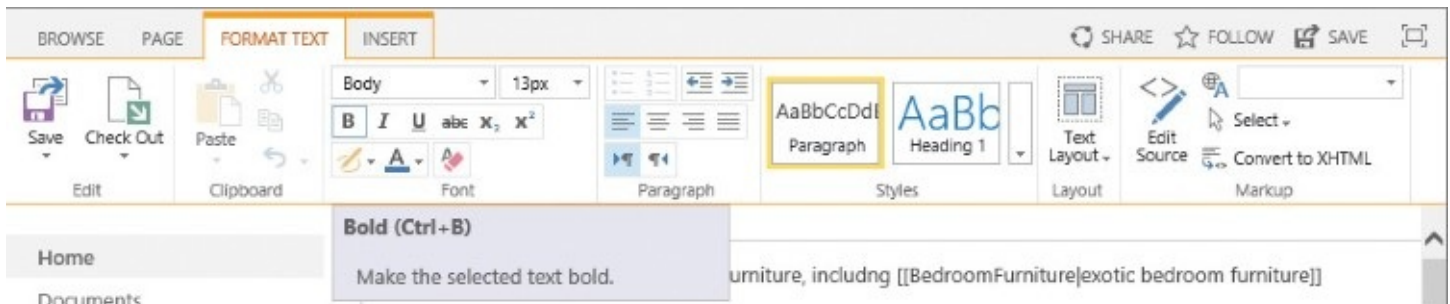 BROWSE PAGE FORMAT TEXT INSERT SHARE FOLLOW SAVE
Body 13px
Save Check Out Paste B I U abc X₂ X² AaBbCcDdE AaBb Text Edit Select
A Paragraph Heading 1 Layout Source Convert to XHTML
Edit Clipboard Font Paragraph Styles Layout Markup
Bold (Ctrl+B)
Home
Make the selected text bold. urniture, includng [[BedroomFurniture|exotic bedroom furniture]]
Documents